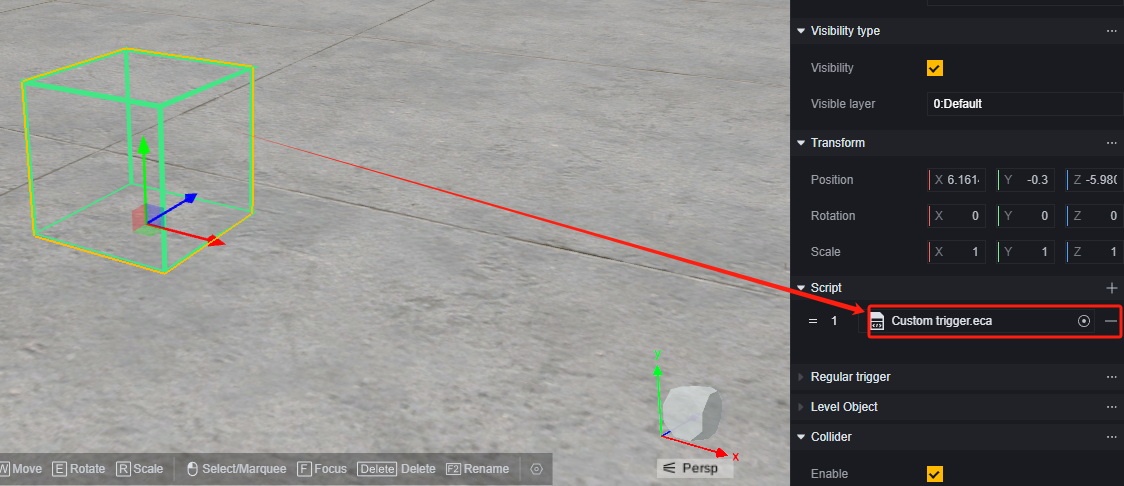 Visibility type
Visibility
Visible layer 0:Default
Transform
Position X 6.161 Y -0.3 Z -5.980
Rotation X 0 Y 0 Z 0
Scale X 1 Y 1 Z 1
Script
= 1 Custom trigger.eca
Regular trigger
Level Object
Collider
Enable
Y
X
Persp
W Move E Rotate R Scale Select/Marquee F Focus Delete Delete F2 Rename